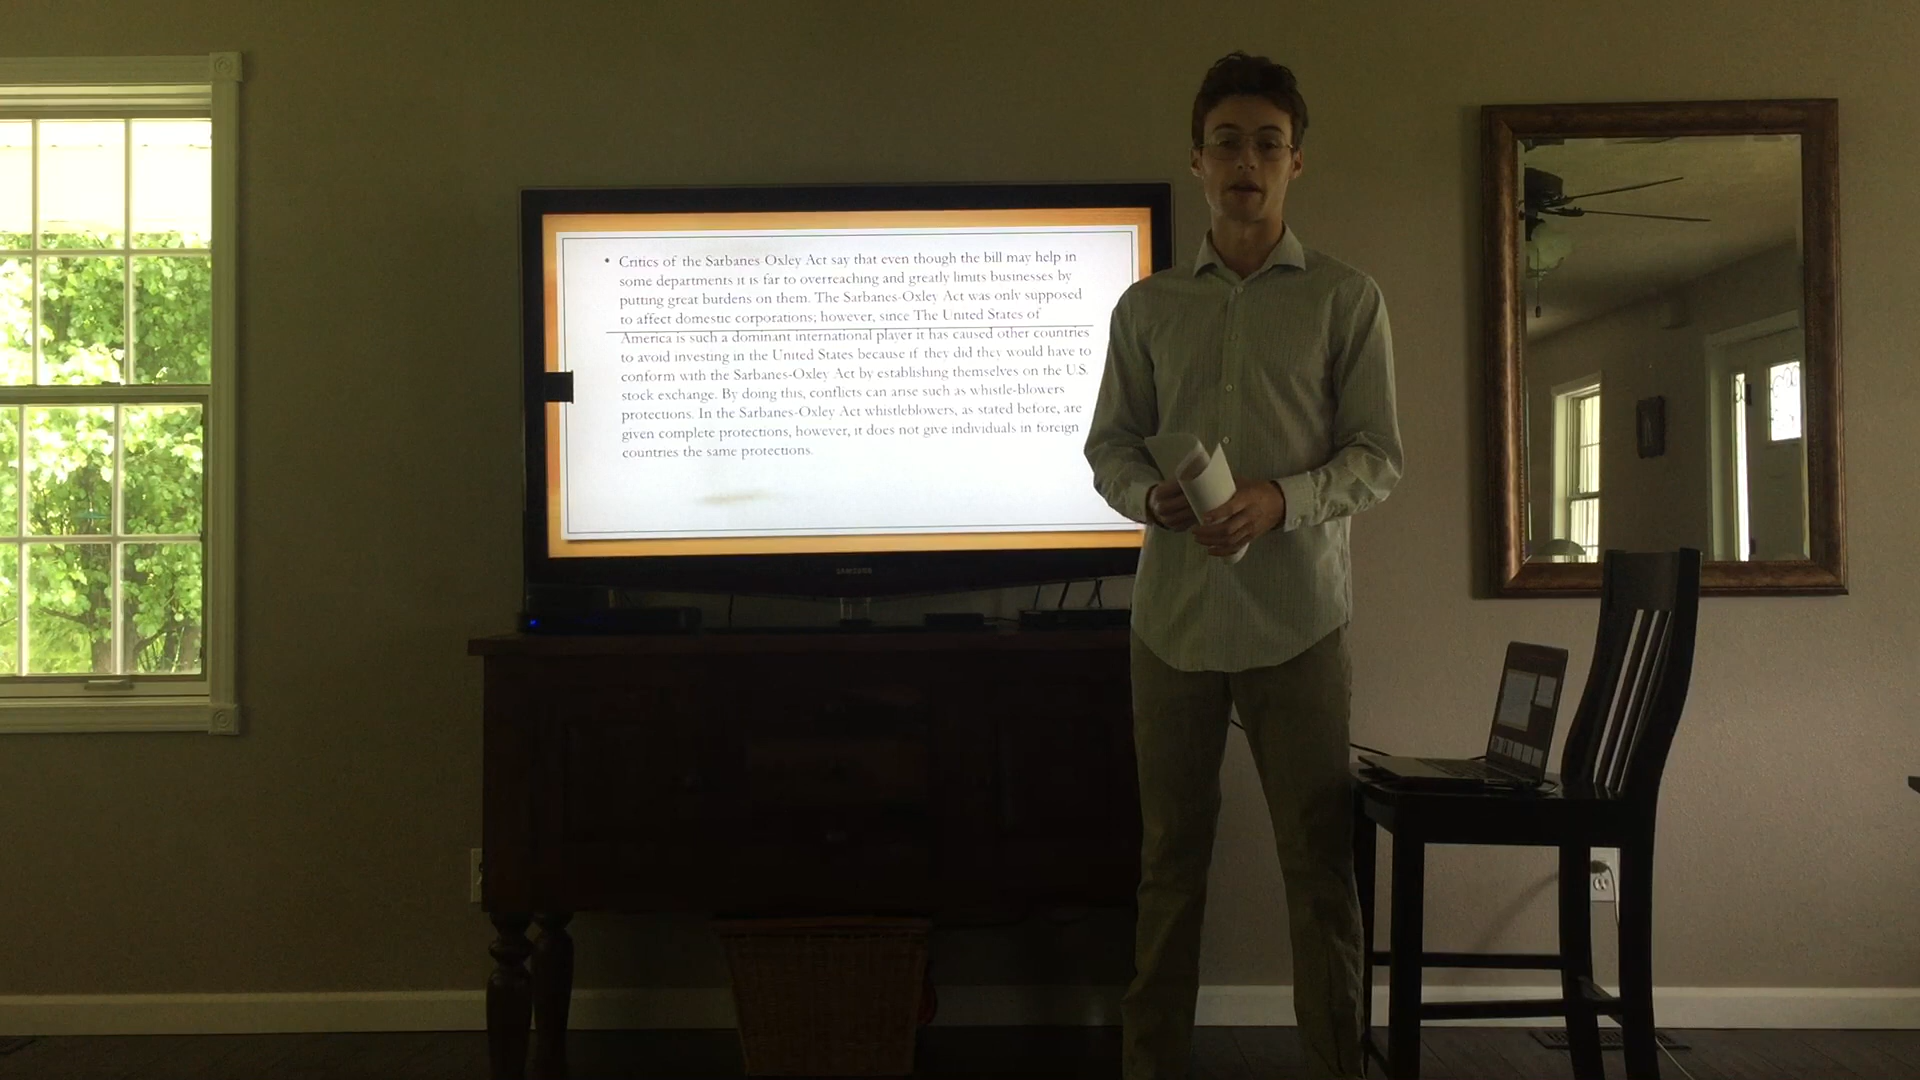 • Critics of the Sarbanes Oxley Act say that even though the bill may help in
some departments it is far to overreaching and greatly limits businesses by
putting great burdens on them. The Sarbanes-Oxley Act was only supposed
to affect domestic corporations; however, since The United States of
America is such a dominant international player it has caused other countries
to avoid investing in the United States because if they did they would have to
conform with the Sarbanes-Oxley Act by establishing themselves on the U.S.
stock exchange. By doing this, conflicts can arise such as whistle-blowers
protections. In the Sarbanes-Oxley Act whistleblowers, as stated before, are
given complete protections, however, it does not give individuals in foreign
countries the same protections.
SAMSUNG